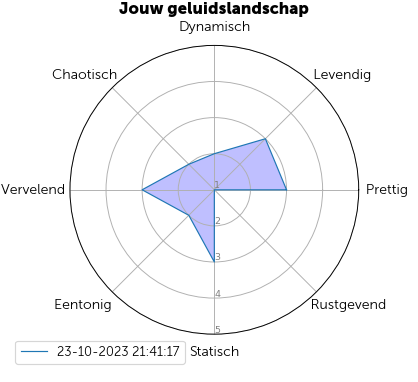 Jouw geluidslandschap
Dynamisch
Chaotisch
Levendig
Vervelend
1
Prettig
2
3
4
Eentonig
Rustgevend
5
23-10-2023 21:41:17
Statisch